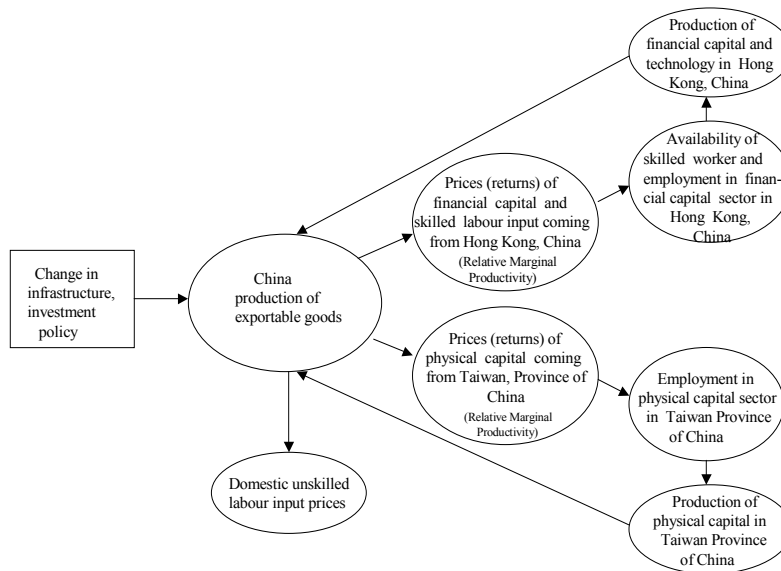 Production of
financial capital and
technology in Hong
Kong, China
Availability of
skilled worker and
employment in finan-
cial capital sector in
Hong Kong,
China
Prices (returns) of
financial capital and
skilled labour input coming
from Hong Kong, China
(Relative Marginal
Productivity)
Change in
infrastructure,
investment
policy
China
production of
exportable goods
Prices (returns) of
physical capital coming
from Taiwan, Province of
China
(Relative Marginal
Productivity)
Employment in
physical capital sector
in Taiwan Province
of China
Domestic unskilled
labour input prices
Production of
physical capital in
Taiwan Province
of China